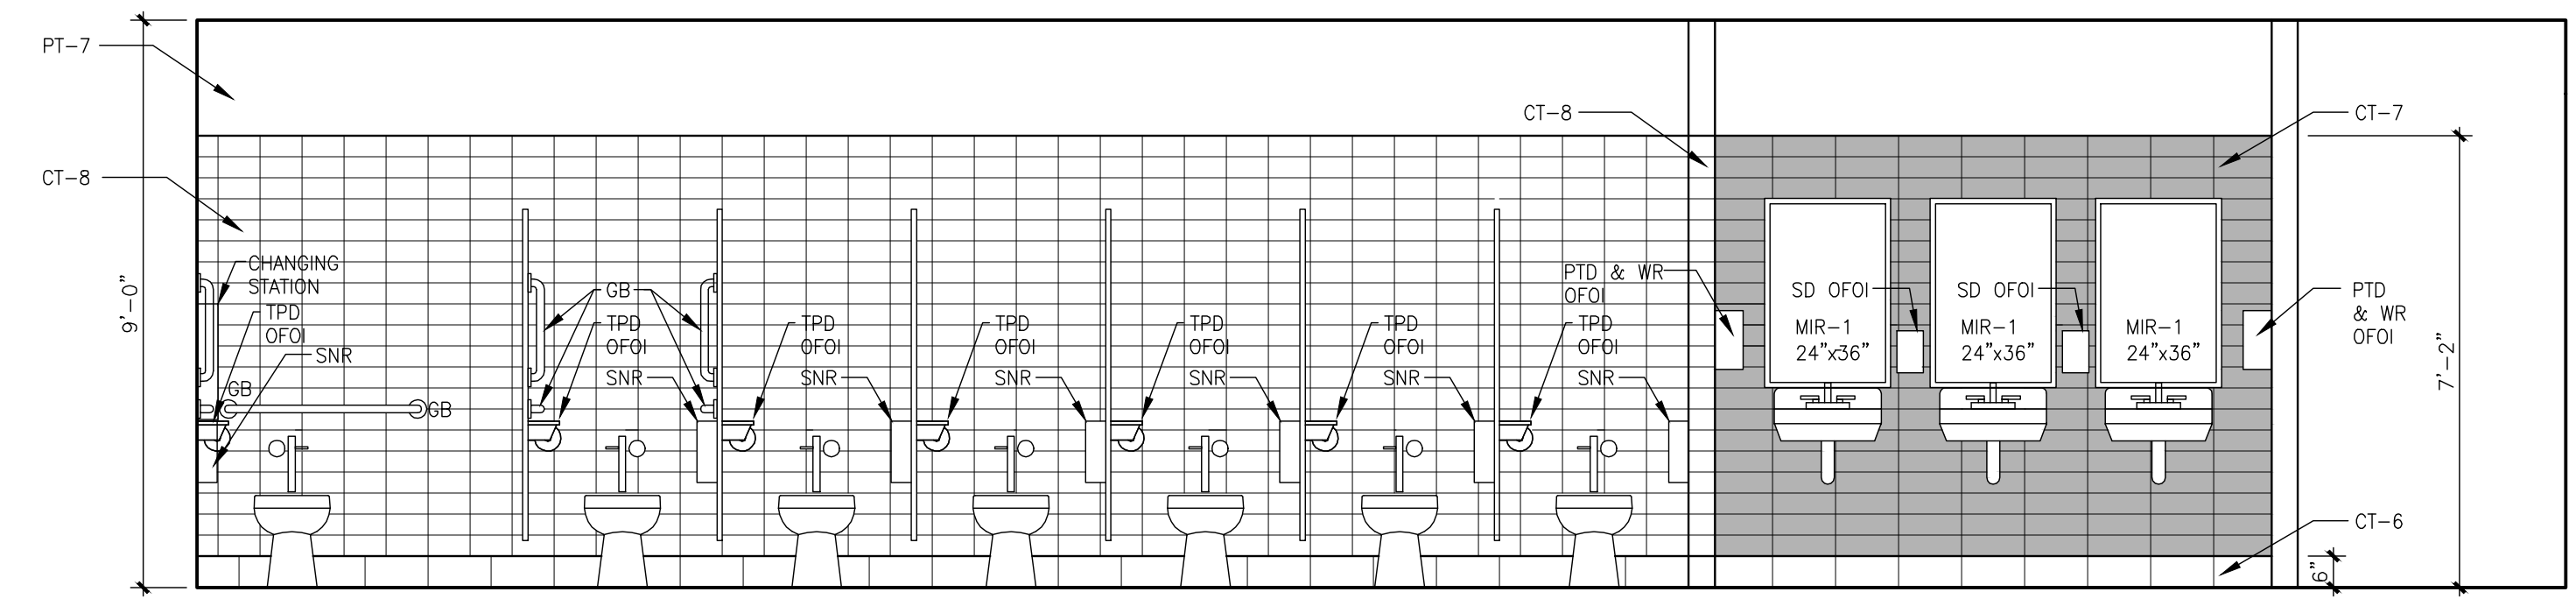 PT-7
CT-8
9'-0"
CHANGING
STATION
TPD
OFOI
SNR
GB
GB
GB
TPD
OFOI
SNR
TPD
OFOI
SNR
TPD
OFOI
SNR
TPD
OFOI
SNR
TPD
OFOI
SNR
TPD
OFOI
SNR
CT-8
PTD & WR
OFOI
SD OFOI
MIR-1
24"x36"
SD OFOI
MIR-1
24"x36"
MIR-1
24"x36"
CT-7
PTD
& WR
OFOI
7'-2"
CT-6
6"